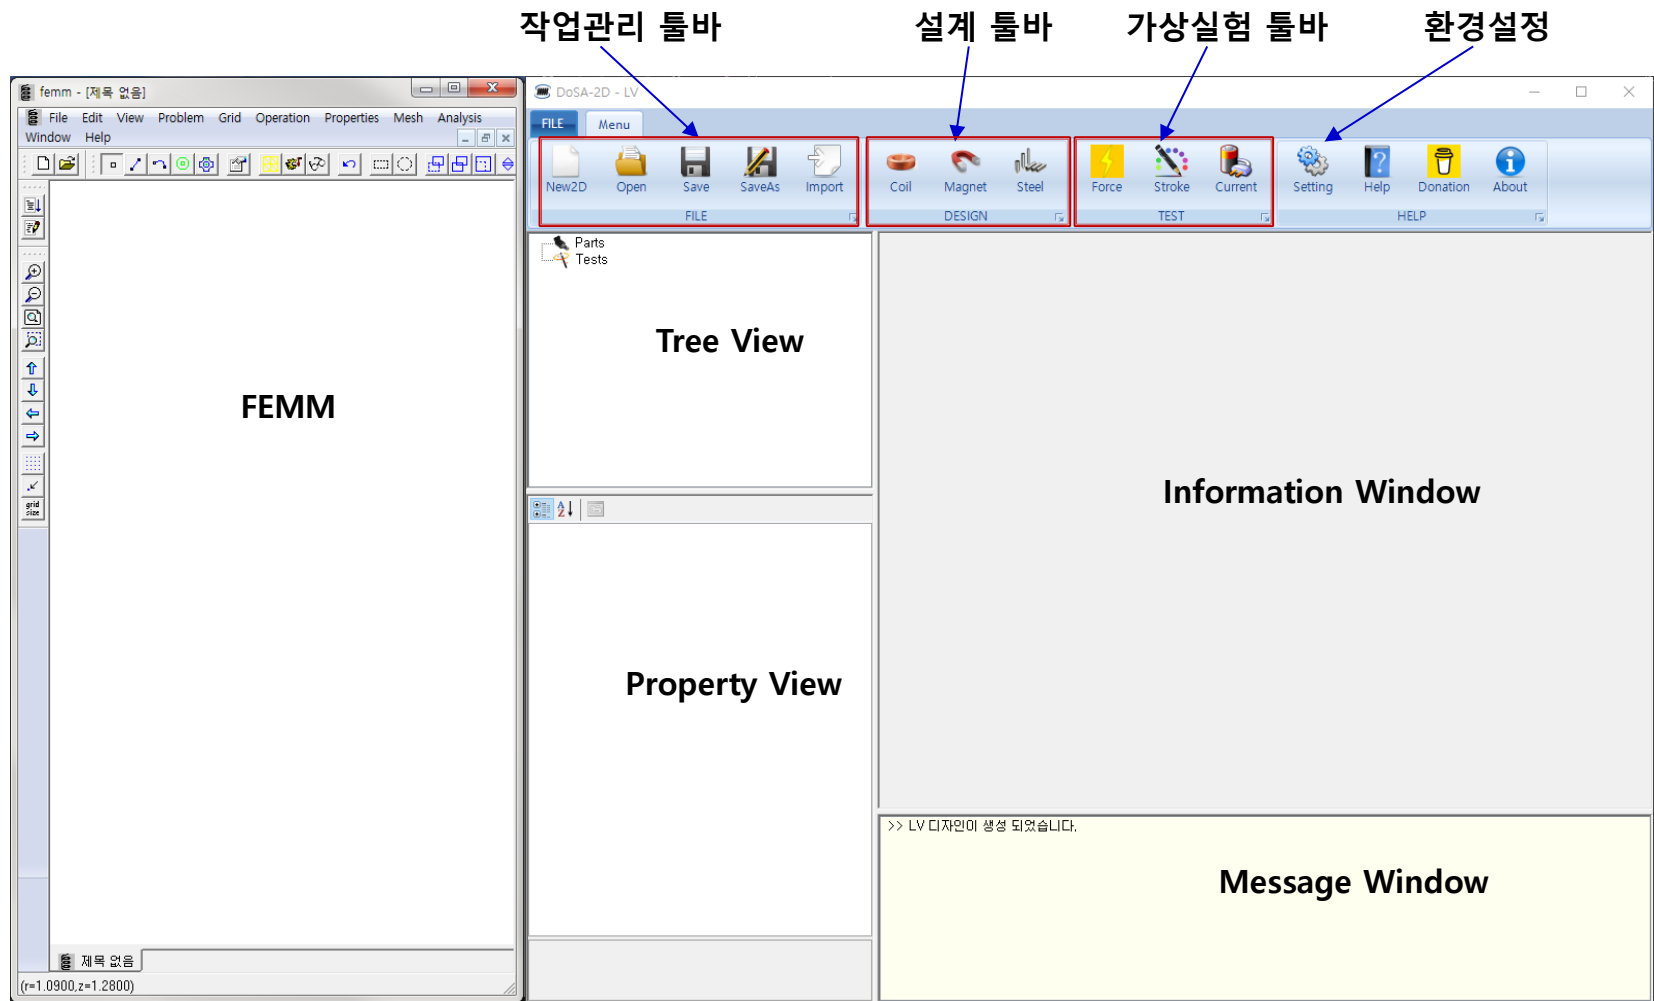 작업관리 툴바
설계 툴바
가상실험 툴바
환경설정
femm - [제목 없음]
File Edit View Problem Grid Operation Properties Mesh Analysis
Window Help
grid
size
FEMM
제목 없음
(r=1.0900,z=1.2800)
DoSA-2D - LV
FILE Menu
New2D Open Save SaveAs Import
FILE
Coil Magnet Steel
DESIGN
Force Stroke Current
TEST
Setting Help Donation About
HELP
Parts
Tests
Tree View
Property View
Information Window
>> LV 디자인이 생성 되었습니다.
Message Window